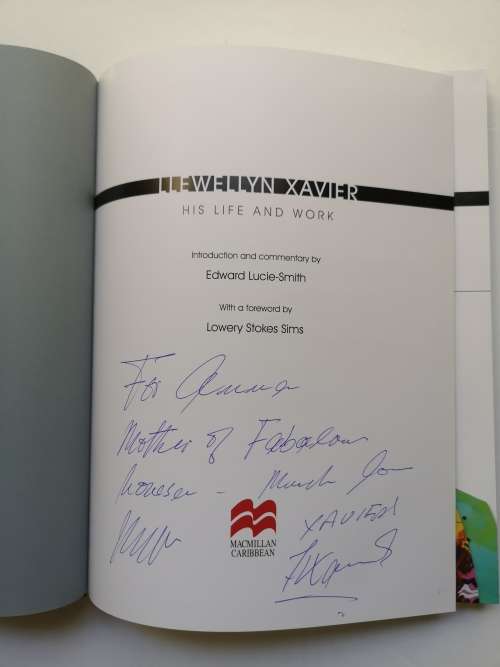 LLEWELLYN XAVIER
HIS LIFE AND WORK
Introduction and commentary by
Edward Lucie-Smith
With a foreword by
Lowery Stokes Sims
For
Mother of Fabulous
- Much love
XAVIER
MACMILLAN
CARIBBEAN